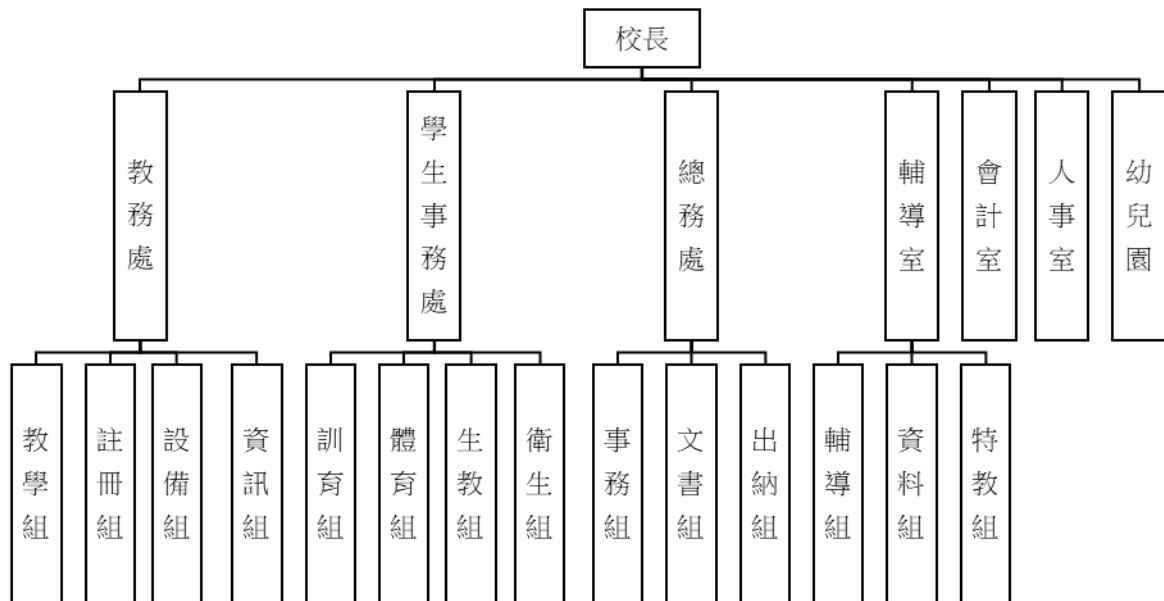 校長
教務處
學生事務處
總務處
輔導室
會計室
人事室
幼兒園
教學組
註冊組
設備組
資訊組
訓育組
體育組
生教組
衛生組
事務組
文書組
出納組
輔導組
資料組
特教組